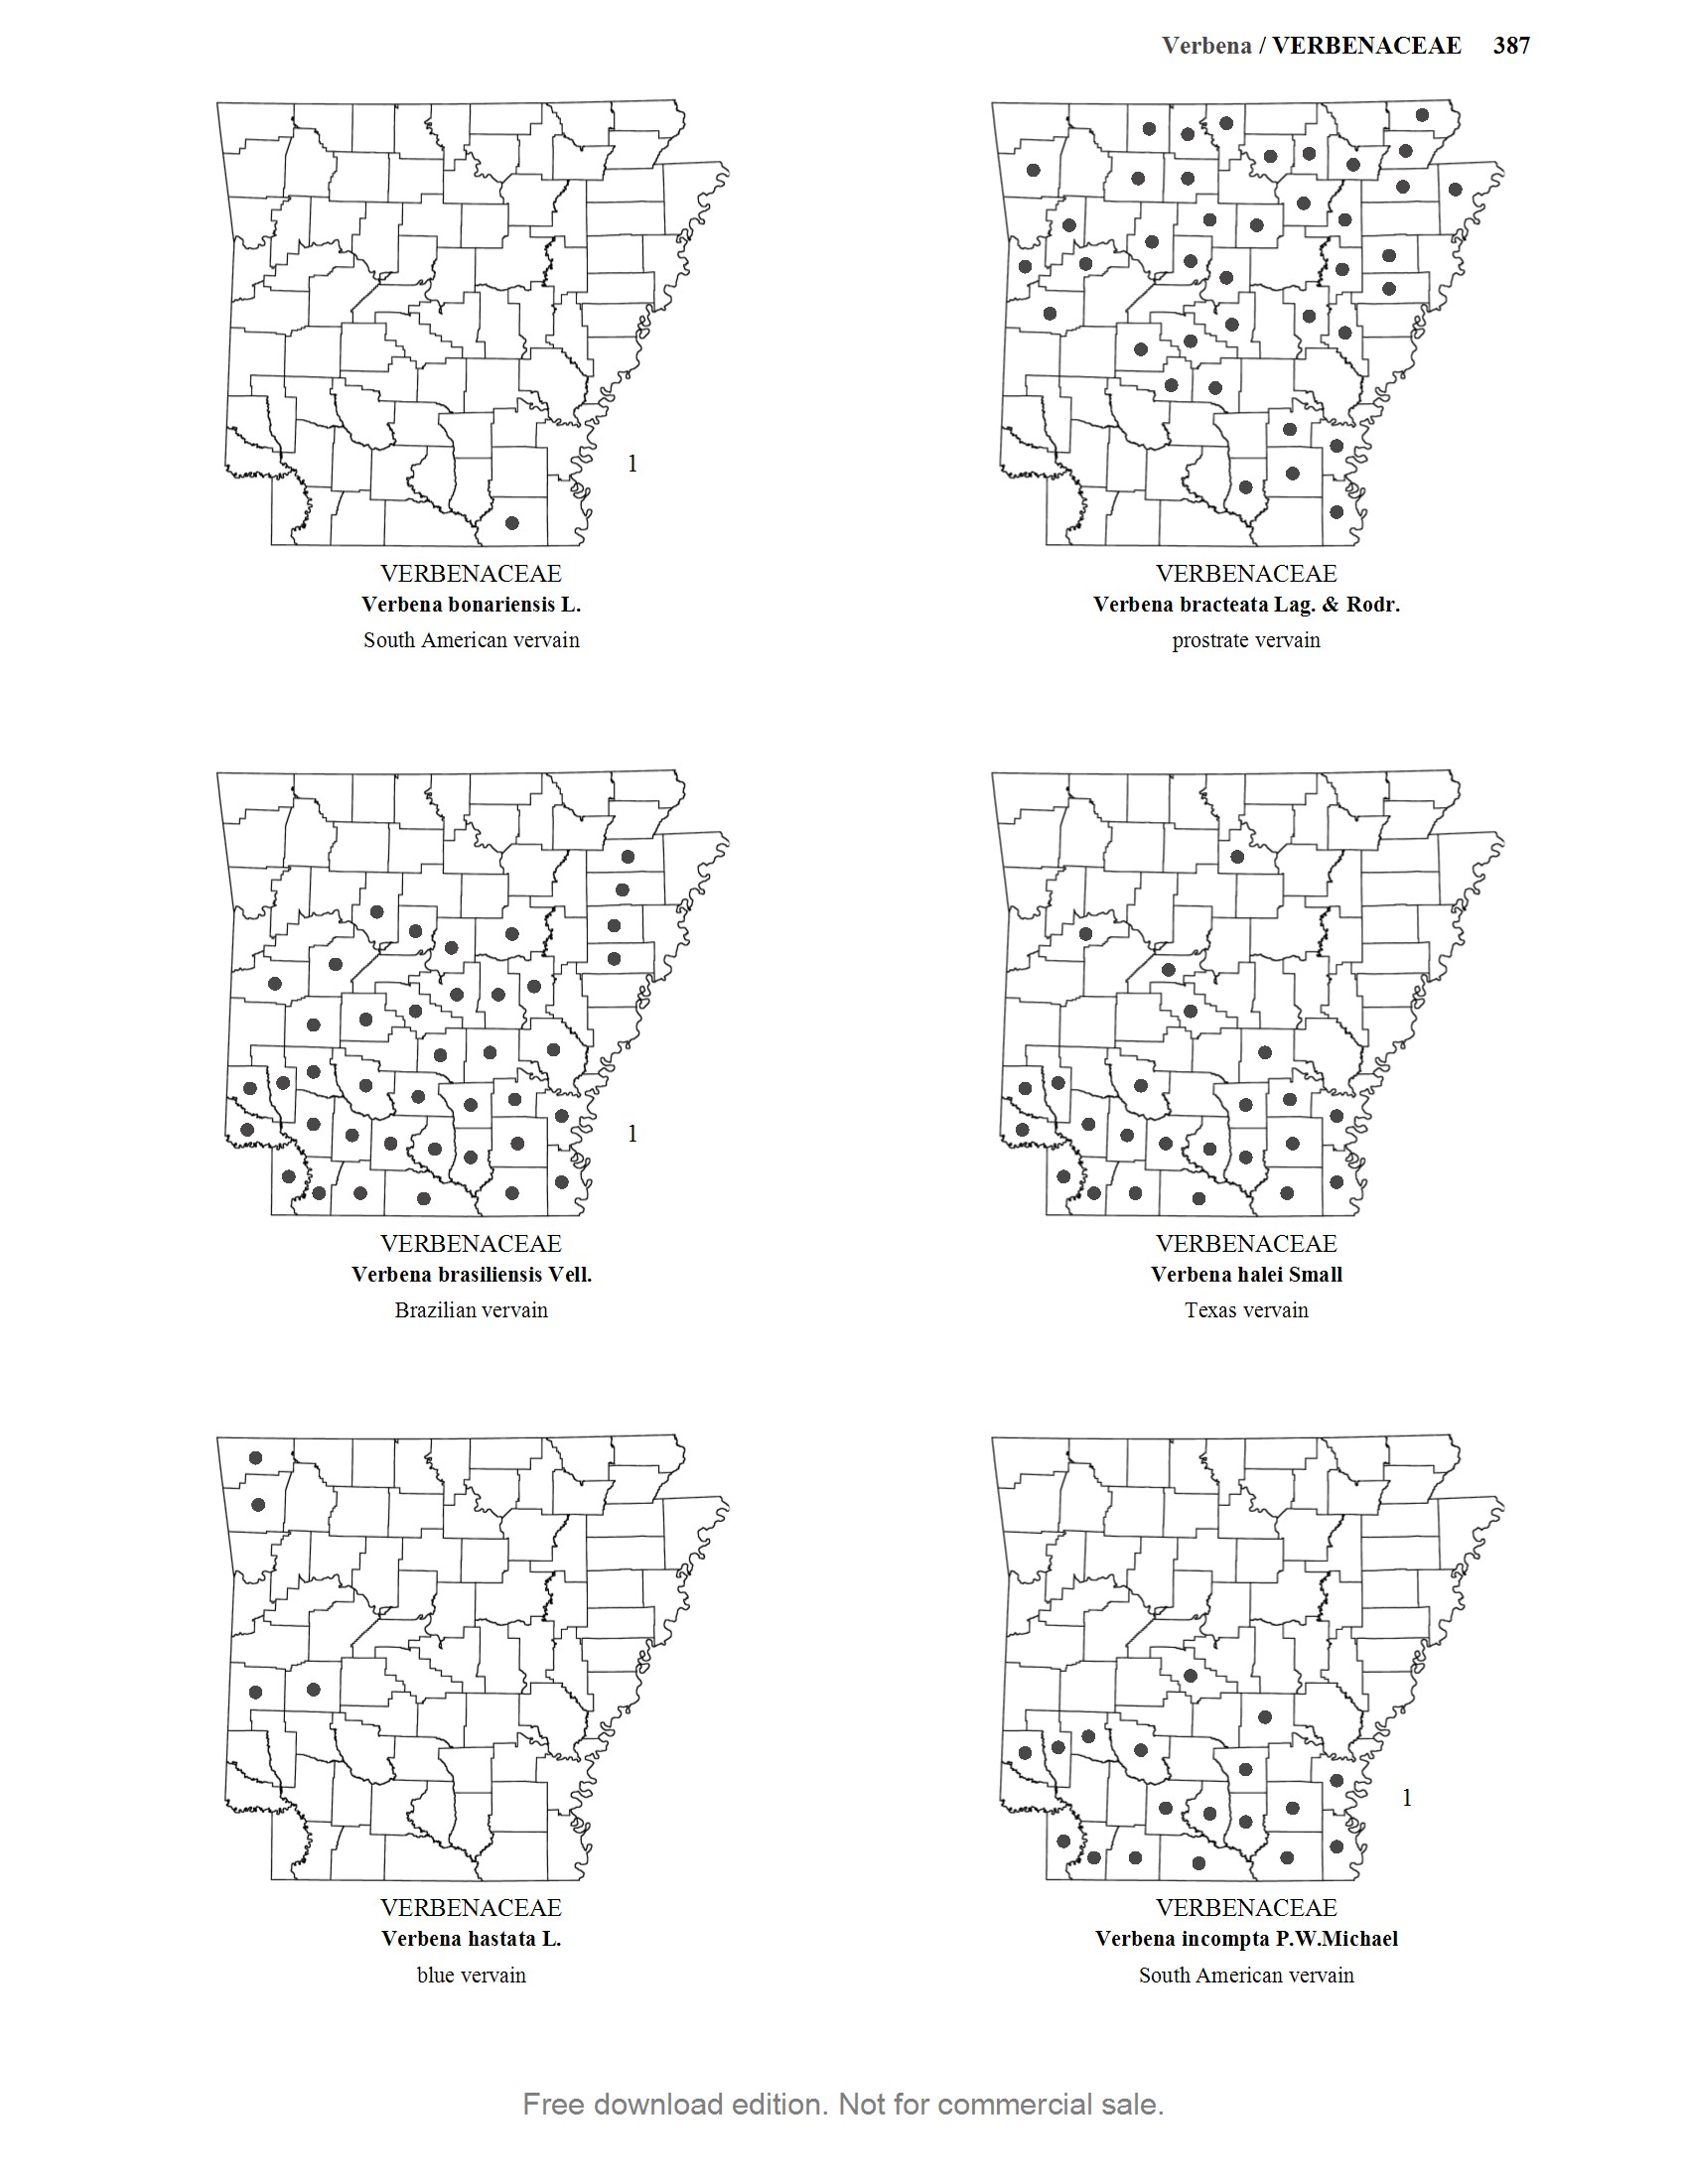 Verbena / VERBENACEAE 387
1
VERBENACEAE
Verbena bonariensis L.
South American vervain
VERBENACEAE
Verbena bracteata Lag. & Rodr.
prostrate vervain
1
VERBENACEAE
Verbena brasiliensis Vell.
Brazilian vervain
VERBENACEAE
Verbena halei Small
Texas vervain
VERBENACEAE
Verbena hastata L.
blue vervain
1
VERBENACEAE
Verbena incompta P.W.Michael
South American vervain
Free download edition. Not for commercial sale.